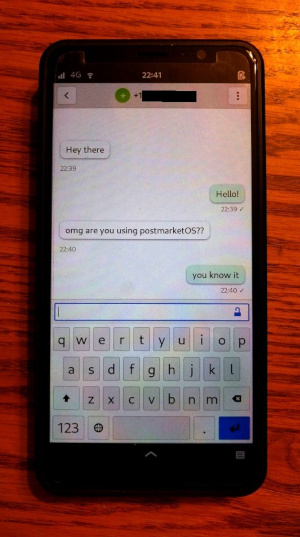 4G
22:41
+1
Hey there
22:39
Hello!
22:39 ✓
omg are you using postmarketOS??
22:40
you know it
22:40 ✓
q w e r t y u i o p
a s d f g h j k l
z x c v b n m
123 .